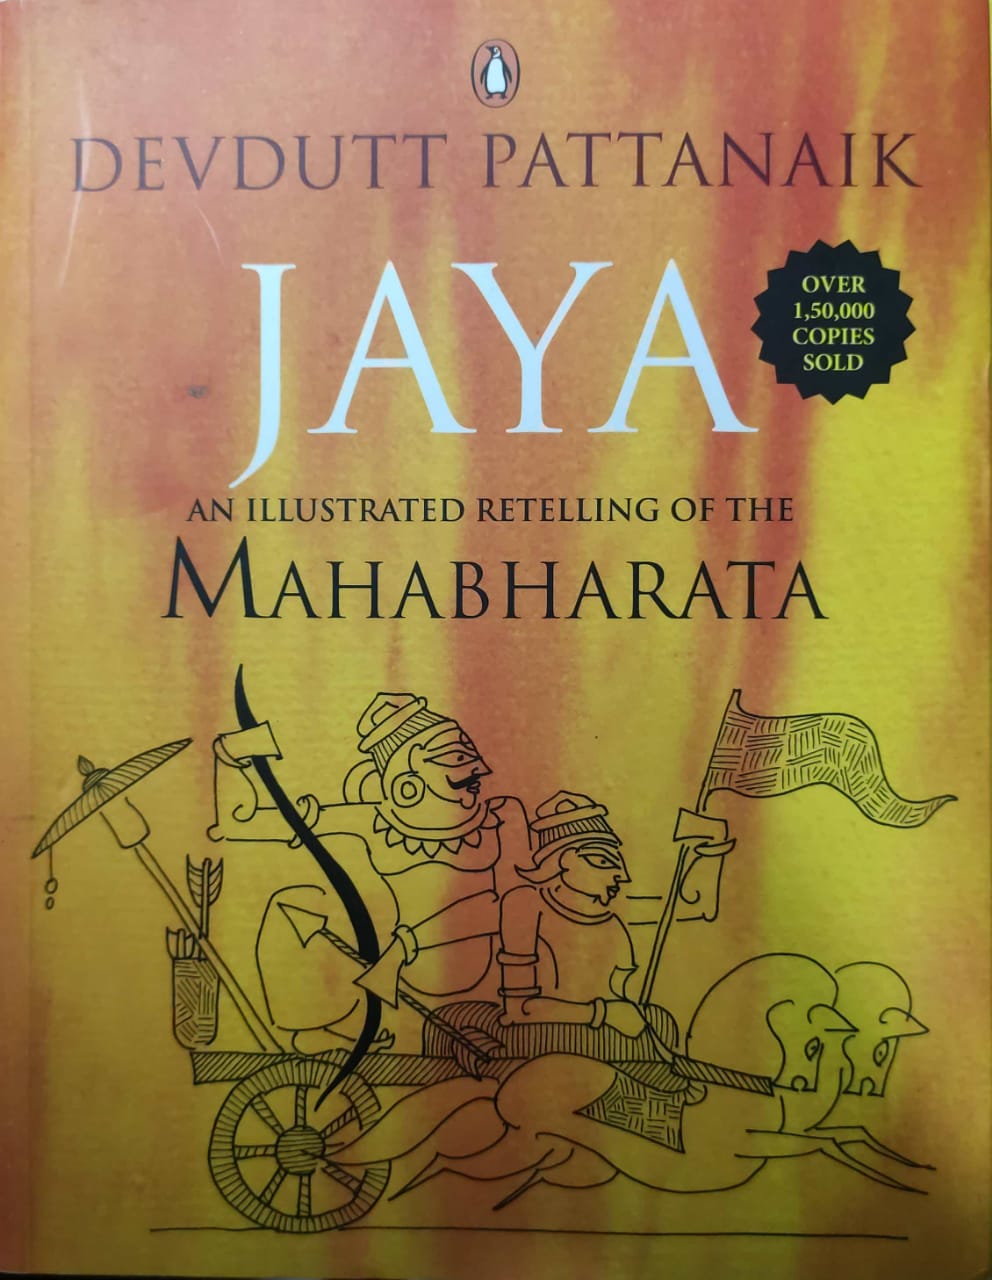 DEVDUTT PATTANAIK
JAYA
OVER
1,50,000
COPIES
SOLD
AN ILLUSTRATED RETELLING OF THE
MAHABHARATA